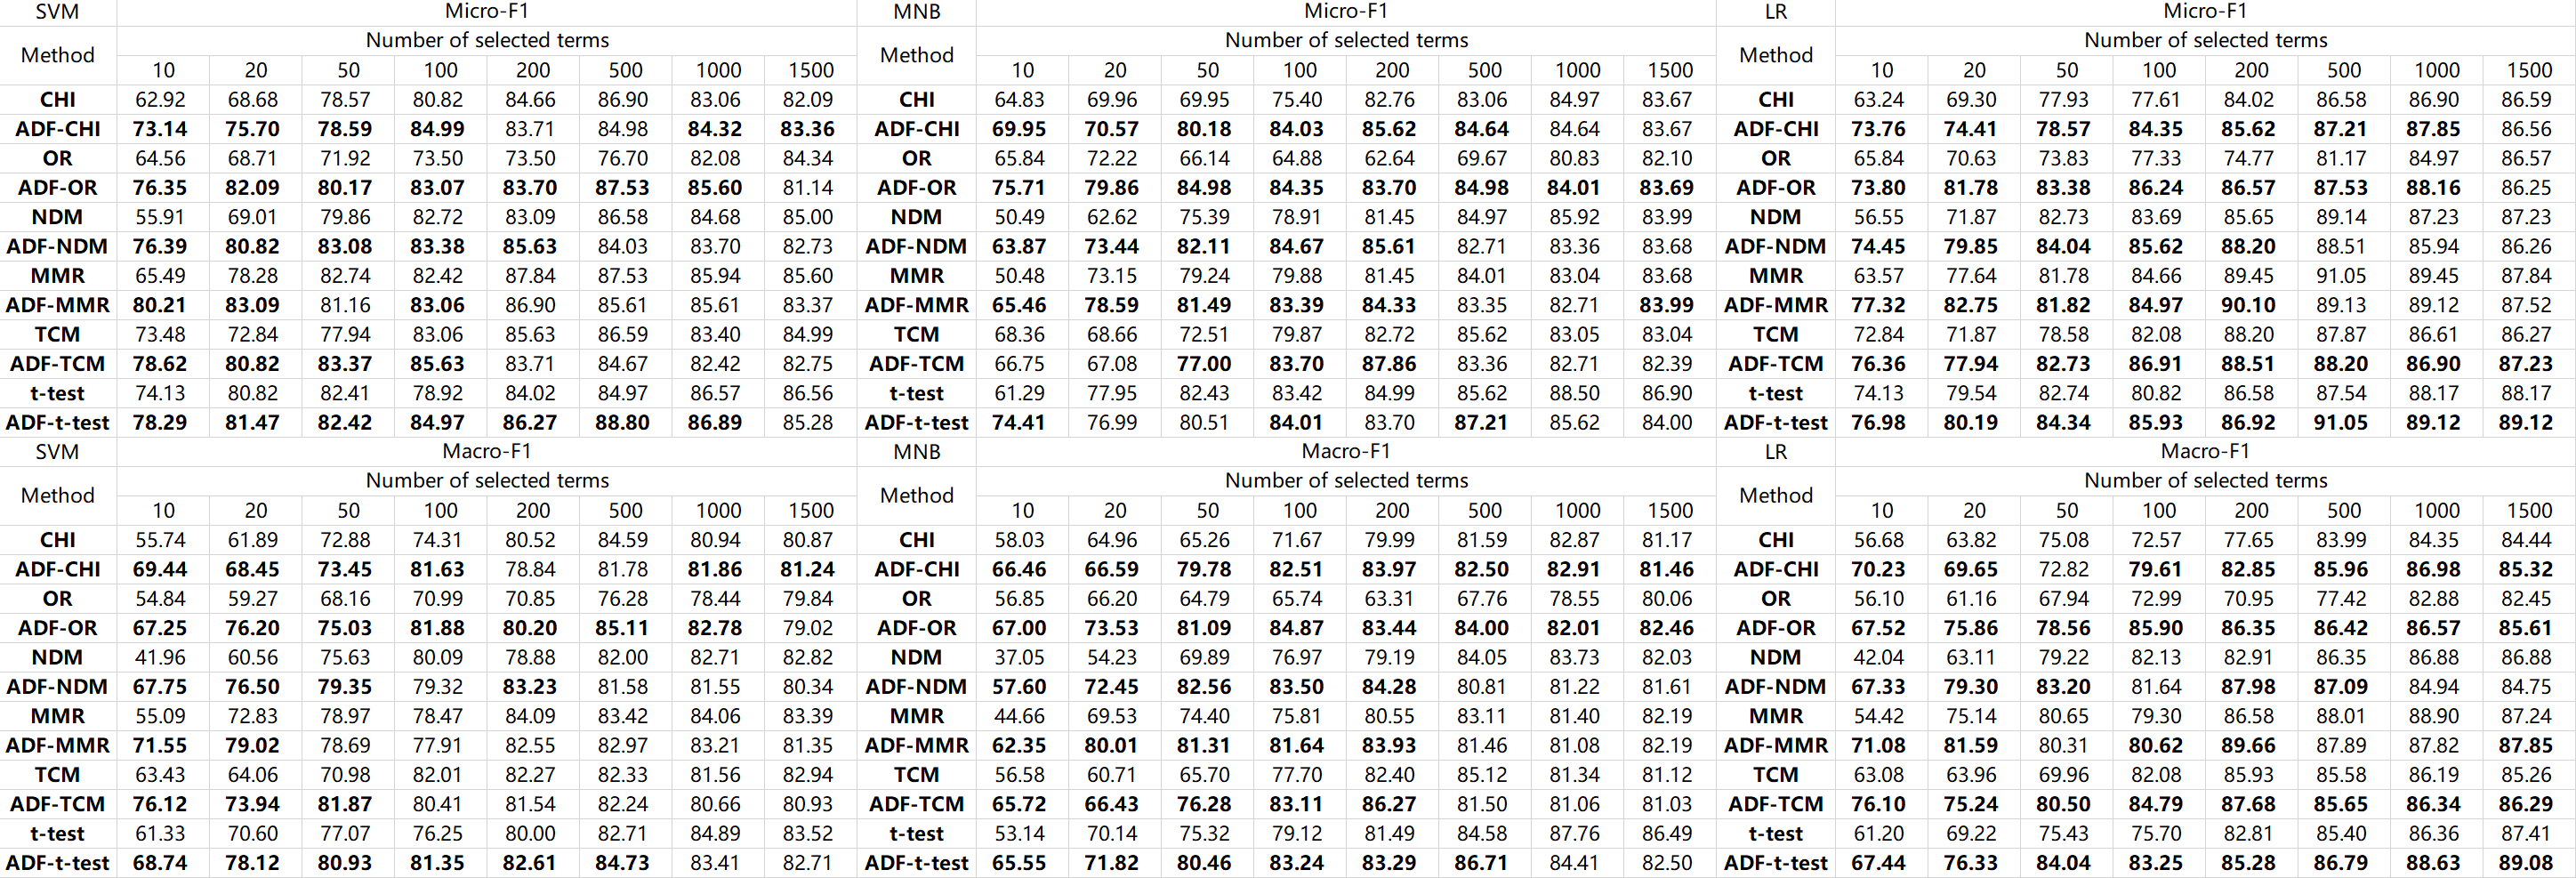 SVM Micro-F1 MNB Micro-F1 LR Micro-F1
Method Number of selected terms Method Number of selected terms Method Number of selected terms
10 20 50 100 200 500 1000 1500 10 20 50 100 200 500 1000 1500 10 20 50 100 200 500 1000 1500
CHI 62.92 68.68 78.57 80.82 84.66 86.90 83.06 82.09 CHI 64.83 69.96 69.95 75.40 82.76 83.06 84.97 83.67 CHI 63.24 69.30 77.93 77.61 84.02 86.58 86.90 86.59
ADF-CHI 73.14 75.70 78.59 84.99 83.71 84.98 84.32 83.36 ADF-CHI 69.95 70.57 80.18 84.03 85.62 84.64 84.64 83.67 ADF-CHI 73.76 74.41 78.57 84.35 85.62 87.21 87.85 86.56
OR 64.56 68.71 71.92 73.50 73.50 76.70 82.08 84.34 OR 65.84 72.22 66.14 64.88 62.64 69.67 80.83 82.10 OR 65.84 70.63 73.83 77.33 74.77 81.17 84.97 86.57
ADF-OR 76.35 82.09 80.17 83.07 83.70 87.53 85.60 81.14 ADF-OR 75.71 79.86 84.98 84.35 83.70 84.98 84.01 83.69 ADF-OR 73.80 81.78 83.38 86.24 86.57 87.53 88.16 86.25
NDM 55.91 69.01 79.86 82.72 83.09 86.58 84.68 85.00 NDM 50.49 62.62 75.39 78.91 81.45 84.97 85.92 83.99 NDM 56.55 71.87 82.73 83.69 85.65 89.14 87.23 87.23
ADF-NDM 76.39 80.82 83.08 83.38 85.63 84.03 83.70 82.73 ADF-NDM 63.87 73.44 82.11 84.67 85.61 82.71 83.36 83.68 ADF-NDM 74.45 79.85 84.04 85.62 88.20 88.51 85.94 86.26
MMR 65.49 78.28 82.74 82.42 87.84 87.53 85.94 85.60 MMR 50.48 73.15 79.24 79.88 81.45 84.01 83.04 83.68 MMR 63.57 77.64 81.78 84.66 89.45 91.05 89.45 87.84
ADF-MMR 80.21 83.09 81.16 83.06 86.90 85.61 85.61 83.37 ADF-MMR 65.46 78.59 81.49 83.39 84.33 83.35 82.71 83.99 ADF-MMR 77.32 82.75 81.82 84.97 90.10 89.13 89.12 87.52
TCM 73.48 72.84 77.94 83.06 85.63 86.59 83.40 84.99 TCM 68.36 68.66 72.51 79.87 82.72 85.62 83.05 83.04 TCM 72.84 71.87 78.58 82.08 88.20 87.87 86.61 86.27
ADF-TCM 78.62 80.82 83.37 85.63 83.71 84.67 82.42 82.75 ADF-TCM 66.75 67.08 77.00 83.70 87.86 83.36 82.71 82.39 ADF-TCM 76.36 77.94 82.73 86.91 88.51 88.20 86.90 87.23
t-test 74.13 80.82 82.41 78.92 84.02 84.97 86.57 86.56 t-test 61.29 77.95 82.43 83.42 84.99 85.62 88.50 86.90 t-test 74.13 79.54 82.74 80.82 86.58 87.54 88.17 88.17
ADF-t-test 78.29 81.47 82.42 84.97 86.27 88.80 86.89 85.28 ADF-t-test 74.41 76.99 80.51 84.01 83.70 87.21 85.62 84.00 ADF-t-test 76.98 80.19 84.34 85.93 86.92 91.05 89.12 89.12
SVM Macro-F1 MNB Macro-F1 LR Macro-F1
Method Number of selected terms Method Number of selected terms Method Number of selected terms
10 20 50 100 200 500 1000 1500 10 20 50 100 200 500 1000 1500 10 20 50 100 200 500 1000 1500
CHI 55.74 61.89 72.88 74.31 80.52 84.59 80.94 80.87 CHI 58.03 64.96 65.26 71.67 79.99 81.59 82.87 81.17 CHI 56.68 63.82 75.08 72.57 77.65 83.99 84.35 84.44
ADF-CHI 69.44 68.45 73.45 81.63 78.84 81.78 81.86 81.24 ADF-CHI 66.46 66.59 79.78 82.51 83.97 82.50 82.91 81.46 ADF-CHI 70.23 69.65 72.82 79.61 82.85 85.96 86.98 85.32
OR 54.84 59.27 68.16 70.99 70.85 76.28 78.44 79.84 OR 56.85 66.20 64.79 65.74 63.31 67.76 78.55 80.06 OR 56.10 61.16 67.94 72.99 70.95 77.42 82.88 82.45
ADF-OR 67.25 76.20 75.03 81.88 80.20 85.11 82.78 79.02 ADF-OR 67.00 73.53 81.09 84.87 83.44 84.00 82.01 82.46 ADF-OR 67.52 75.86 78.56 85.90 86.35 86.42 86.57 85.61
NDM 41.96 60.56 75.63 80.09 78.88 82.00 82.71 82.82 NDM 37.05 54.23 69.89 76.97 79.19 84.05 83.73 82.03 NDM 42.04 63.11 79.22 82.13 82.91 86.35 86.88 86.88
ADF-NDM 67.75 76.50 79.35 79.32 83.23 81.58 81.55 80.34 ADF-NDM 57.60 72.45 82.56 83.50 84.28 80.81 81.22 81.61 ADF-NDM 67.33 79.30 83.20 81.64 87.98 87.09 84.94 84.75
MMR 55.09 72.83 78.97 78.47 84.09 83.42 84.06 83.39 MMR 44.66 69.53 74.40 75.81 80.55 83.11 81.40 82.19 MMR 54.42 75.14 80.65 79.30 86.58 88.01 88.90 87.24
ADF-MMR 71.55 79.02 78.69 77.91 82.55 82.97 83.21 81.35 ADF-MMR 62.35 80.01 81.31 81.64 83.93 81.46 81.08 82.19 ADF-MMR 71.08 81.59 80.31 80.62 89.66 87.89 87.82 87.85
TCM 63.43 64.06 70.98 82.01 82.27 82.33 81.56 82.94 TCM 56.58 60.71 65.70 77.70 82.40 85.12 81.34 81.12 TCM 63.08 63.96 69.96 82.08 85.93 85.58 86.19 85.26
ADF-TCM 76.12 73.94 81.87 80.41 81.54 82.24 80.66 80.93 ADF-TCM 65.72 66.43 76.28 83.11 86.27 81.50 81.06 81.03 ADF-TCM 76.10 75.24 80.50 84.79 87.68 85.65 86.34 86.29
t-test 61.33 70.60 77.07 76.25 80.00 82.71 84.89 83.52 t-test 53.14 70.14 75.32 79.12 81.49 84.58 87.76 86.49 t-test 61.20 69.22 75.43 75.70 82.81 85.40 86.36 87.41
ADF-t-test 68.74 78.12 80.93 81.35 82.61 84.73 83.41 82.71 ADF-t-test 65.55 71.82 80.46 83.24 83.29 86.71 84.41 82.50 ADF-t-test 67.44 76.33 84.04 83.25 85.28 86.79 88.63 89.08